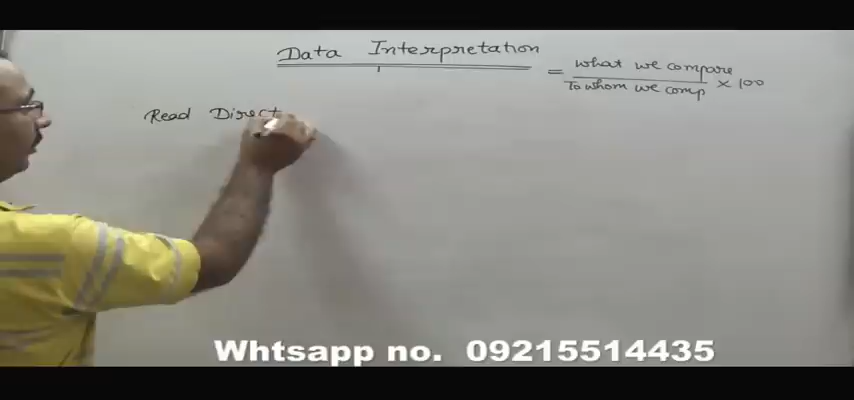 Data Interpretation
= what we compare
To whom we comp × 100
Read Direct
Whtsapp no. 09215514435